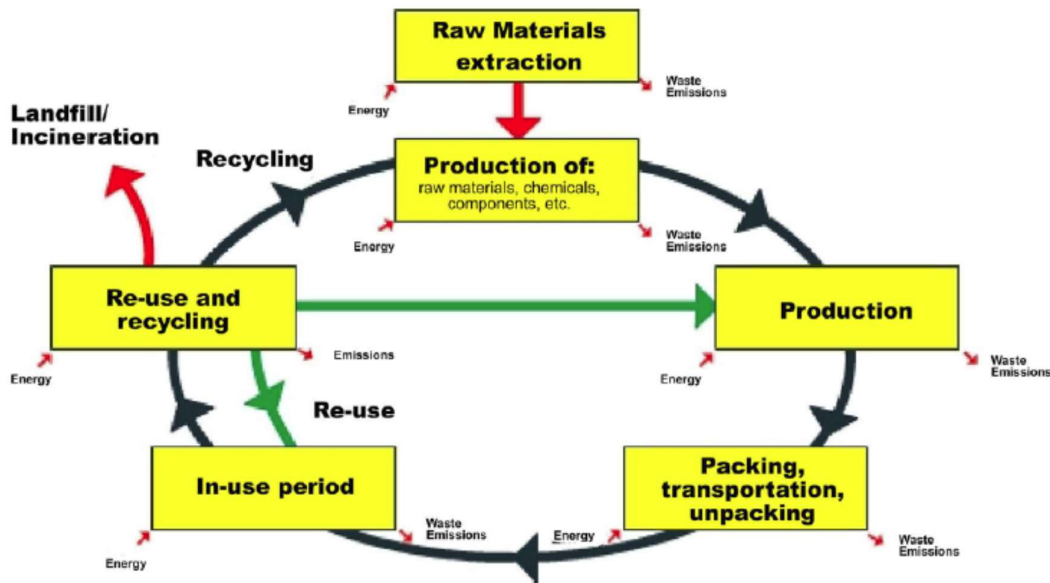 Raw Materials
extraction
Energy
Waste
Emissions
Landfill/
Incineration
Recycling
Production of:
raw materials, chemicals,
components, etc.
Energy
Waste
Emissions
Re-use and
recycling
Energy
Emissions
Production
Energy
Waste
Emissions
Re-use
In-use period
Energy
Waste
Emissions
Packing,
transportation,
unpacking
Energy
Waste
Emissions